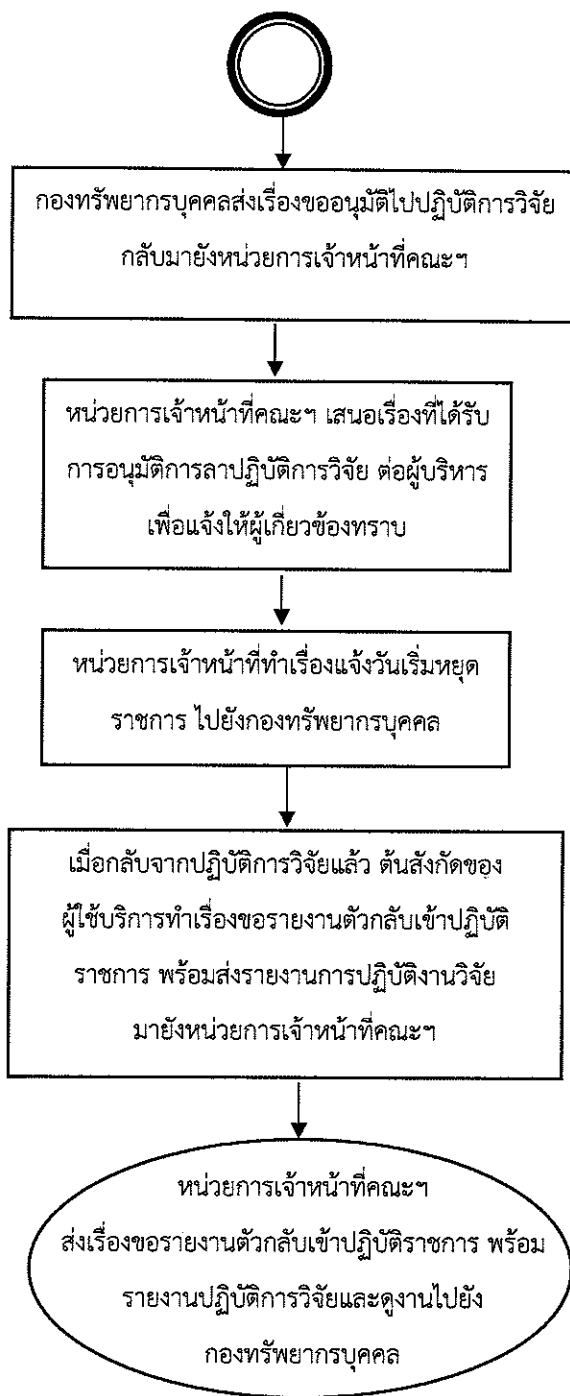 กองทรัพยากรบุคคลส่งเรื่องขออนุมัติไปปฏิบัติการวิจัย
กลับมายังหน่วยการเจ้าหน้าที่คณะฯ
หน่วยการเจ้าหน้าที่คณะฯ เสนอเรื่องที่ได้รับ
การอนุมัติการลาปฏิบัติการวิจัย ต่อผู้บริหาร
เพื่อแจ้งให้ผู้เกี่ยวข้องทราบ
หน่วยการเจ้าหน้าที่ทำเรื่องแจ้งวันเริ่มหยุด
ราชการ ไปยังกองทรัพยากรบุคคล
เมื่อกลับจากปฏิบัติการวิจัยแล้ว ต้นสังกัดของ
ผู้ใช้บริการทำเรื่องขอรายงานตัวกลับเข้าปฏิบัติ
ราชการ พร้อมส่งรายงานการปฏิบัติงานวิจัย
มายังหน่วยการเจ้าหน้าที่คณะฯ
หน่วยการเจ้าหน้าที่คณะฯ
ส่งเรื่องขอรายงานตัวกลับเข้าปฏิบัติราชการ พร้อม
รายงานปฏิบัติการวิจัยและดูงานไปยัง
กองทรัพยากรบุคคล